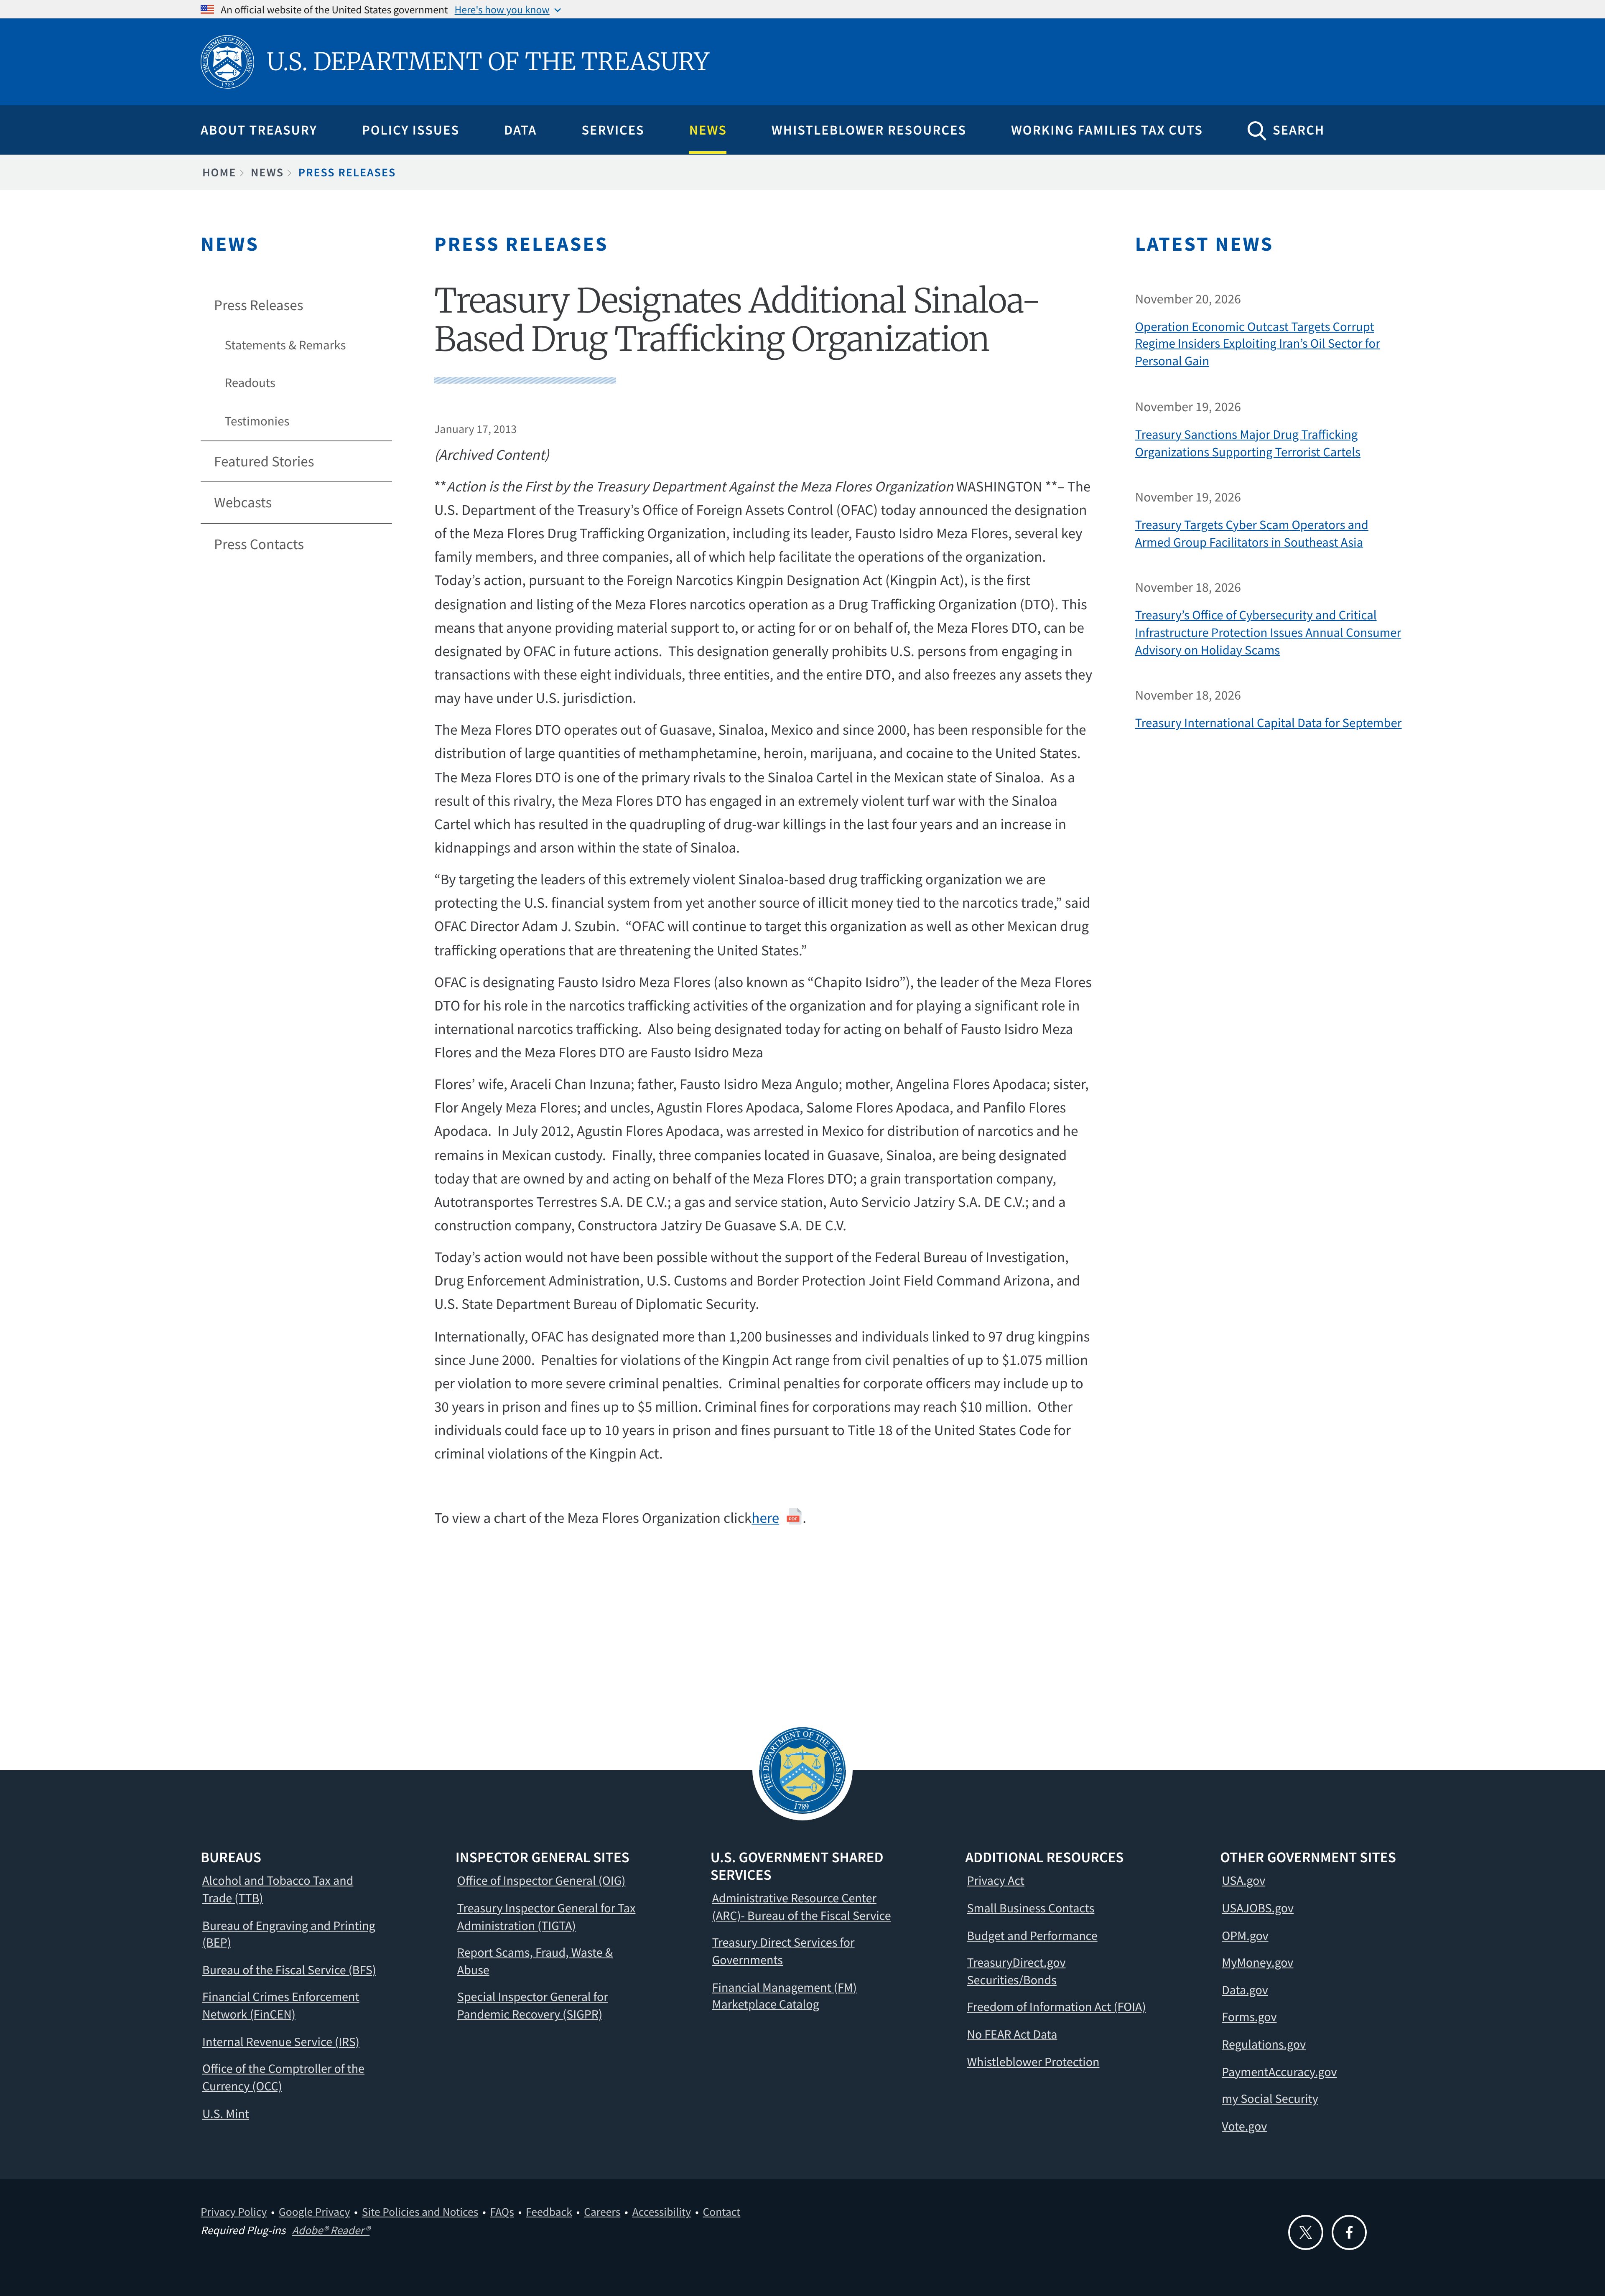 An official website of the United States government Here's how you know
U.S. DEPARTMENT OF THE TREASURY
ABOUT TREASURY POLICY ISSUES DATA SERVICES NEWS WHISTLEBLOWER RESOURCES WORKING FAMILIES TAX CUTS SEARCH
HOME NEWS PRESS RELEASES
NEWS
Press Releases
Statements & Remarks
Readouts
Testimonies
Featured Stories
Webcasts
Press Contacts
PRESS RELEASES
Treasury Designates Additional Sinaloa-
Based Drug Trafficking Organization
January 17, 2013
(Archived Content)
**Action is the First by the Treasury Department Against the Meza Flores Organization WASHINGTON **– The
U.S. Department of the Treasury’s Office of Foreign Assets Control (OFAC) today announced the designation
of the Meza Flores Drug Trafficking Organization, including its leader, Fausto Isidro Meza Flores, several key
family members, and three companies, all of which help facilitate the operations of the organization.
Today’s action, pursuant to the Foreign Narcotics Kingpin Designation Act (Kingpin Act), is the first
designation and listing of the Meza Flores narcotics operation as a Drug Trafficking Organization (DTO). This
means that anyone providing material support to, or acting for or on behalf of, the Meza Flores DTO, can be
designated by OFAC in future actions.  This designation generally prohibits U.S. persons from engaging in
transactions with these eight individuals, three entities, and the entire DTO, and also freezes any assets they
may have under U.S. jurisdiction.
The Meza Flores DTO operates out of Guasave, Sinaloa, Mexico and since 2000, has been responsible for the
distribution of large quantities of methamphetamine, heroin, marijuana, and cocaine to the United States.
The Meza Flores DTO is one of the primary rivals to the Sinaloa Cartel in the Mexican state of Sinaloa.  As a
result of this rivalry, the Meza Flores DTO has engaged in an extremely violent turf war with the Sinaloa
Cartel which has resulted in the quadrupling of drug-war killings in the last four years and an increase in
kidnappings and arson within the state of Sinaloa.
“By targeting the leaders of this extremely violent Sinaloa-based drug trafficking organization we are
protecting the U.S. financial system from yet another source of illicit money tied to the narcotics trade,” said
OFAC Director Adam J. Szubin.  “OFAC will continue to target this organization as well as other Mexican drug
trafficking operations that are threatening the United States.”
OFAC is designating Fausto Isidro Meza Flores (also known as “Chapito Isidro”), the leader of the Meza Flores
DTO for his role in the narcotics trafficking activities of the organization and for playing a significant role in
international narcotics trafficking.  Also being designated today for acting on behalf of Fausto Isidro Meza
Flores and the Meza Flores DTO are Fausto Isidro Meza
Flores’ wife, Araceli Chan Inzuna; father, Fausto Isidro Meza Angulo; mother, Angelina Flores Apodaca; sister,
Flor Angely Meza Flores; and uncles, Agustin Flores Apodaca, Salome Flores Apodaca, and Panfilo Flores
Apodaca.  In July 2012, Agustin Flores Apodaca, was arrested in Mexico for distribution of narcotics and he
remains in Mexican custody.  Finally, three companies located in Guasave, Sinaloa, are being designated
today that are owned by and acting on behalf of the Meza Flores DTO; a grain transportation company,
Autotransportes Terrestres S.A. DE C.V.; a gas and service station, Auto Servicio Jatziry S.A. DE C.V.; and a
construction company, Constructora Jatziry De Guasave S.A. DE C.V.
Today’s action would not have been possible without the support of the Federal Bureau of Investigation,
Drug Enforcement Administration, U.S. Customs and Border Protection Joint Field Command Arizona, and
U.S. State Department Bureau of Diplomatic Security.
Internationally, OFAC has designated more than 1,200 businesses and individuals linked to 97 drug kingpins
since June 2000.  Penalties for violations of the Kingpin Act range from civil penalties of up to $1.075 million
per violation to more severe criminal penalties.  Criminal penalties for corporate officers may include up to
30 years in prison and fines up to $5 million. Criminal fines for corporations may reach $10 million.  Other
individuals could face up to 10 years in prison and fines pursuant to Title 18 of the United States Code for
criminal violations of the Kingpin Act.
To view a chart of the Meza Flores Organization clickhere PDF .
LATEST NEWS
November 20, 2026
Operation Economic Outcast Targets Corrupt
Regime Insiders Exploiting Iran’s Oil Sector for
Personal Gain
November 19, 2026
Treasury Sanctions Major Drug Trafficking
Organizations Supporting Terrorist Cartels
November 19, 2026
Treasury Targets Cyber Scam Operators and
Armed Group Facilitators in Southeast Asia
November 18, 2026
Treasury’s Office of Cybersecurity and Critical
Infrastructure Protection Issues Annual Consumer
Advisory on Holiday Scams
November 18, 2026
Treasury International Capital Data for September
THE DEPARTMENT OF THE TREASURY
1789
BUREAUS
Alcohol and Tobacco Tax and
Trade (TTB)
Bureau of Engraving and Printing
(BEP)
Bureau of the Fiscal Service (BFS)
Financial Crimes Enforcement
Network (FinCEN)
Internal Revenue Service (IRS)
Office of the Comptroller of the
Currency (OCC)
U.S. Mint
INSPECTOR GENERAL SITES
Office of Inspector General (OIG)
Treasury Inspector General for Tax
Administration (TIGTA)
Report Scams, Fraud, Waste &
Abuse
Special Inspector General for
Pandemic Recovery (SIGPR)
U.S. GOVERNMENT SHARED
SERVICES
Administrative Resource Center
(ARC)- Bureau of the Fiscal Service
Treasury Direct Services for
Governments
Financial Management (FM)
Marketplace Catalog
ADDITIONAL RESOURCES
Privacy Act
Small Business Contacts
Budget and Performance
TreasuryDirect.gov
Securities/Bonds
Freedom of Information Act (FOIA)
No FEAR Act Data
Whistleblower Protection
OTHER GOVERNMENT SITES
USA.gov
USAJOBS.gov
OPM.gov
MyMoney.gov
Data.gov
Forms.gov
Regulations.gov
PaymentAccuracy.gov
my Social Security
Vote.gov
Privacy Policy • Google Privacy • Site Policies and Notices • FAQs • Feedback • Careers • Accessibility • Contact
Required Plug-ins Adobe® Reader®